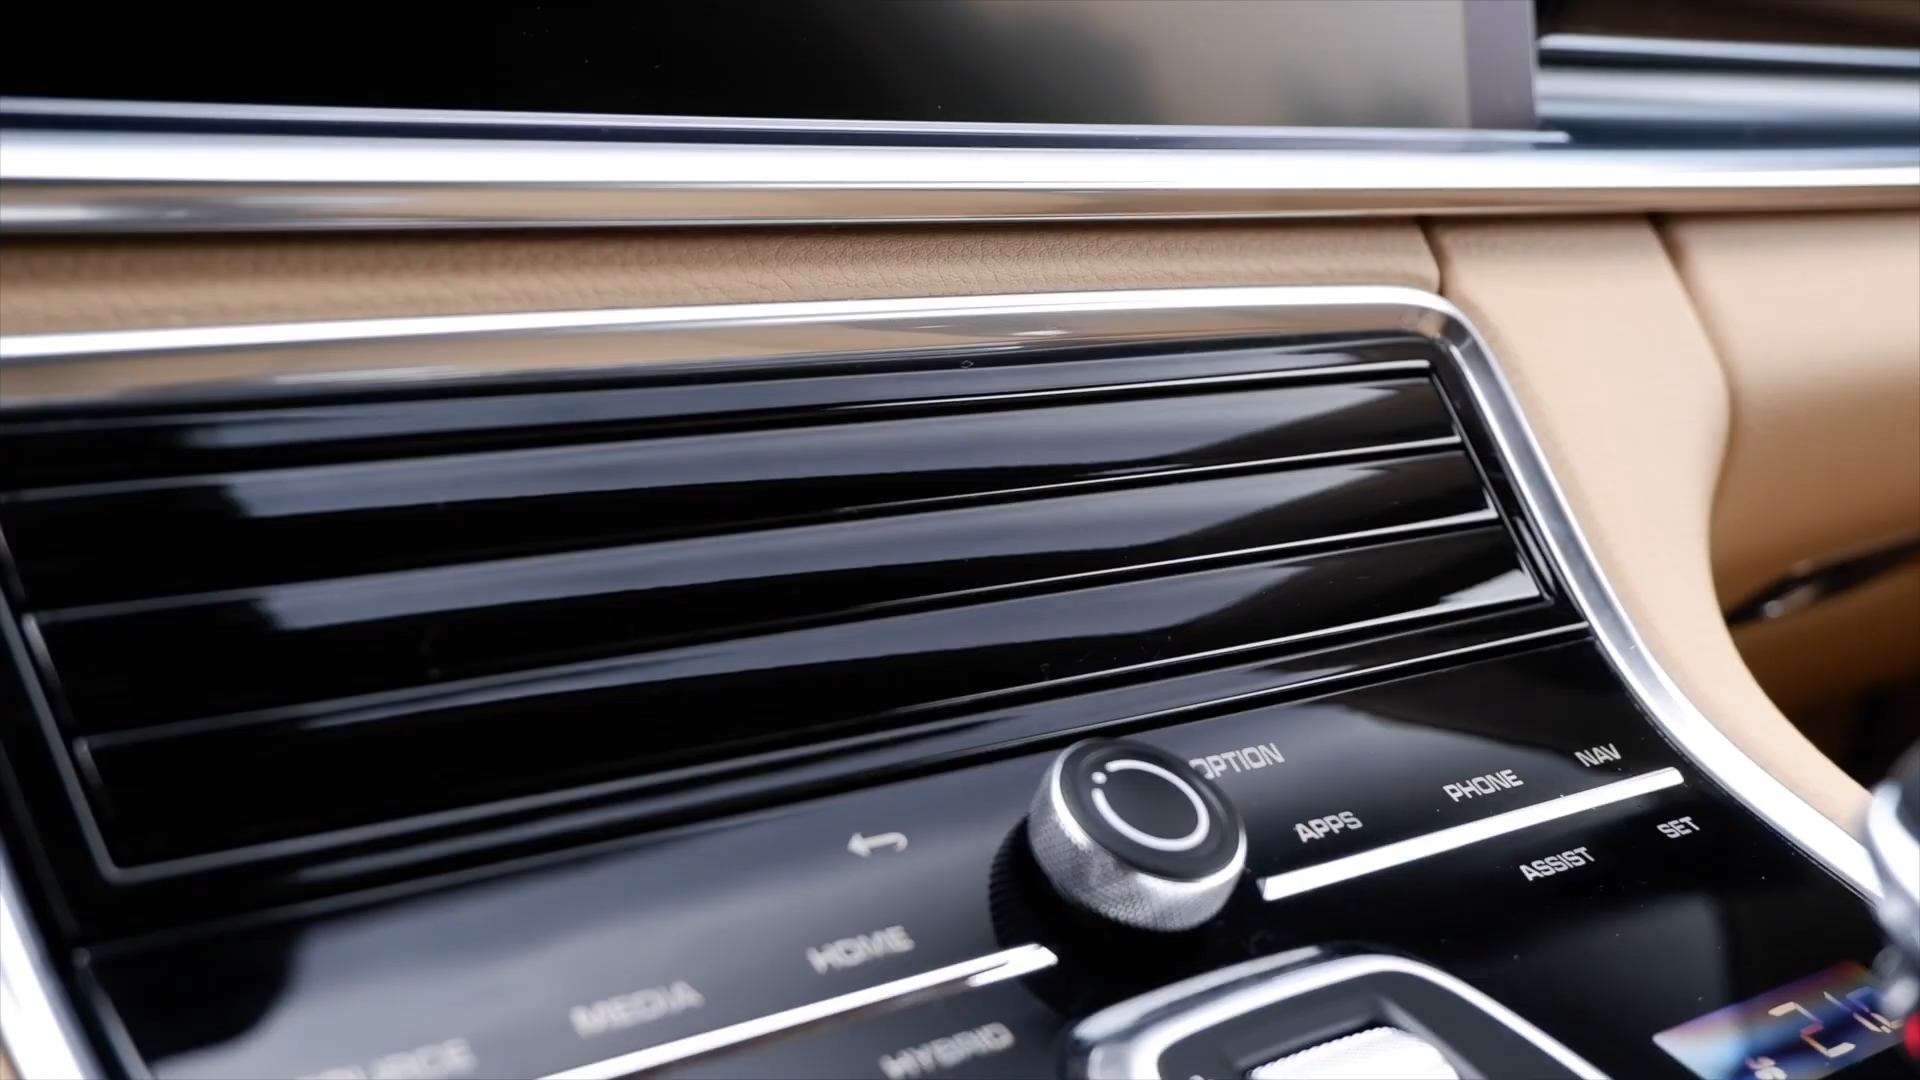 OPTION
NAV
PHONE
APPS
SET
ASSIST
HOME
MEDIA
HYBRID